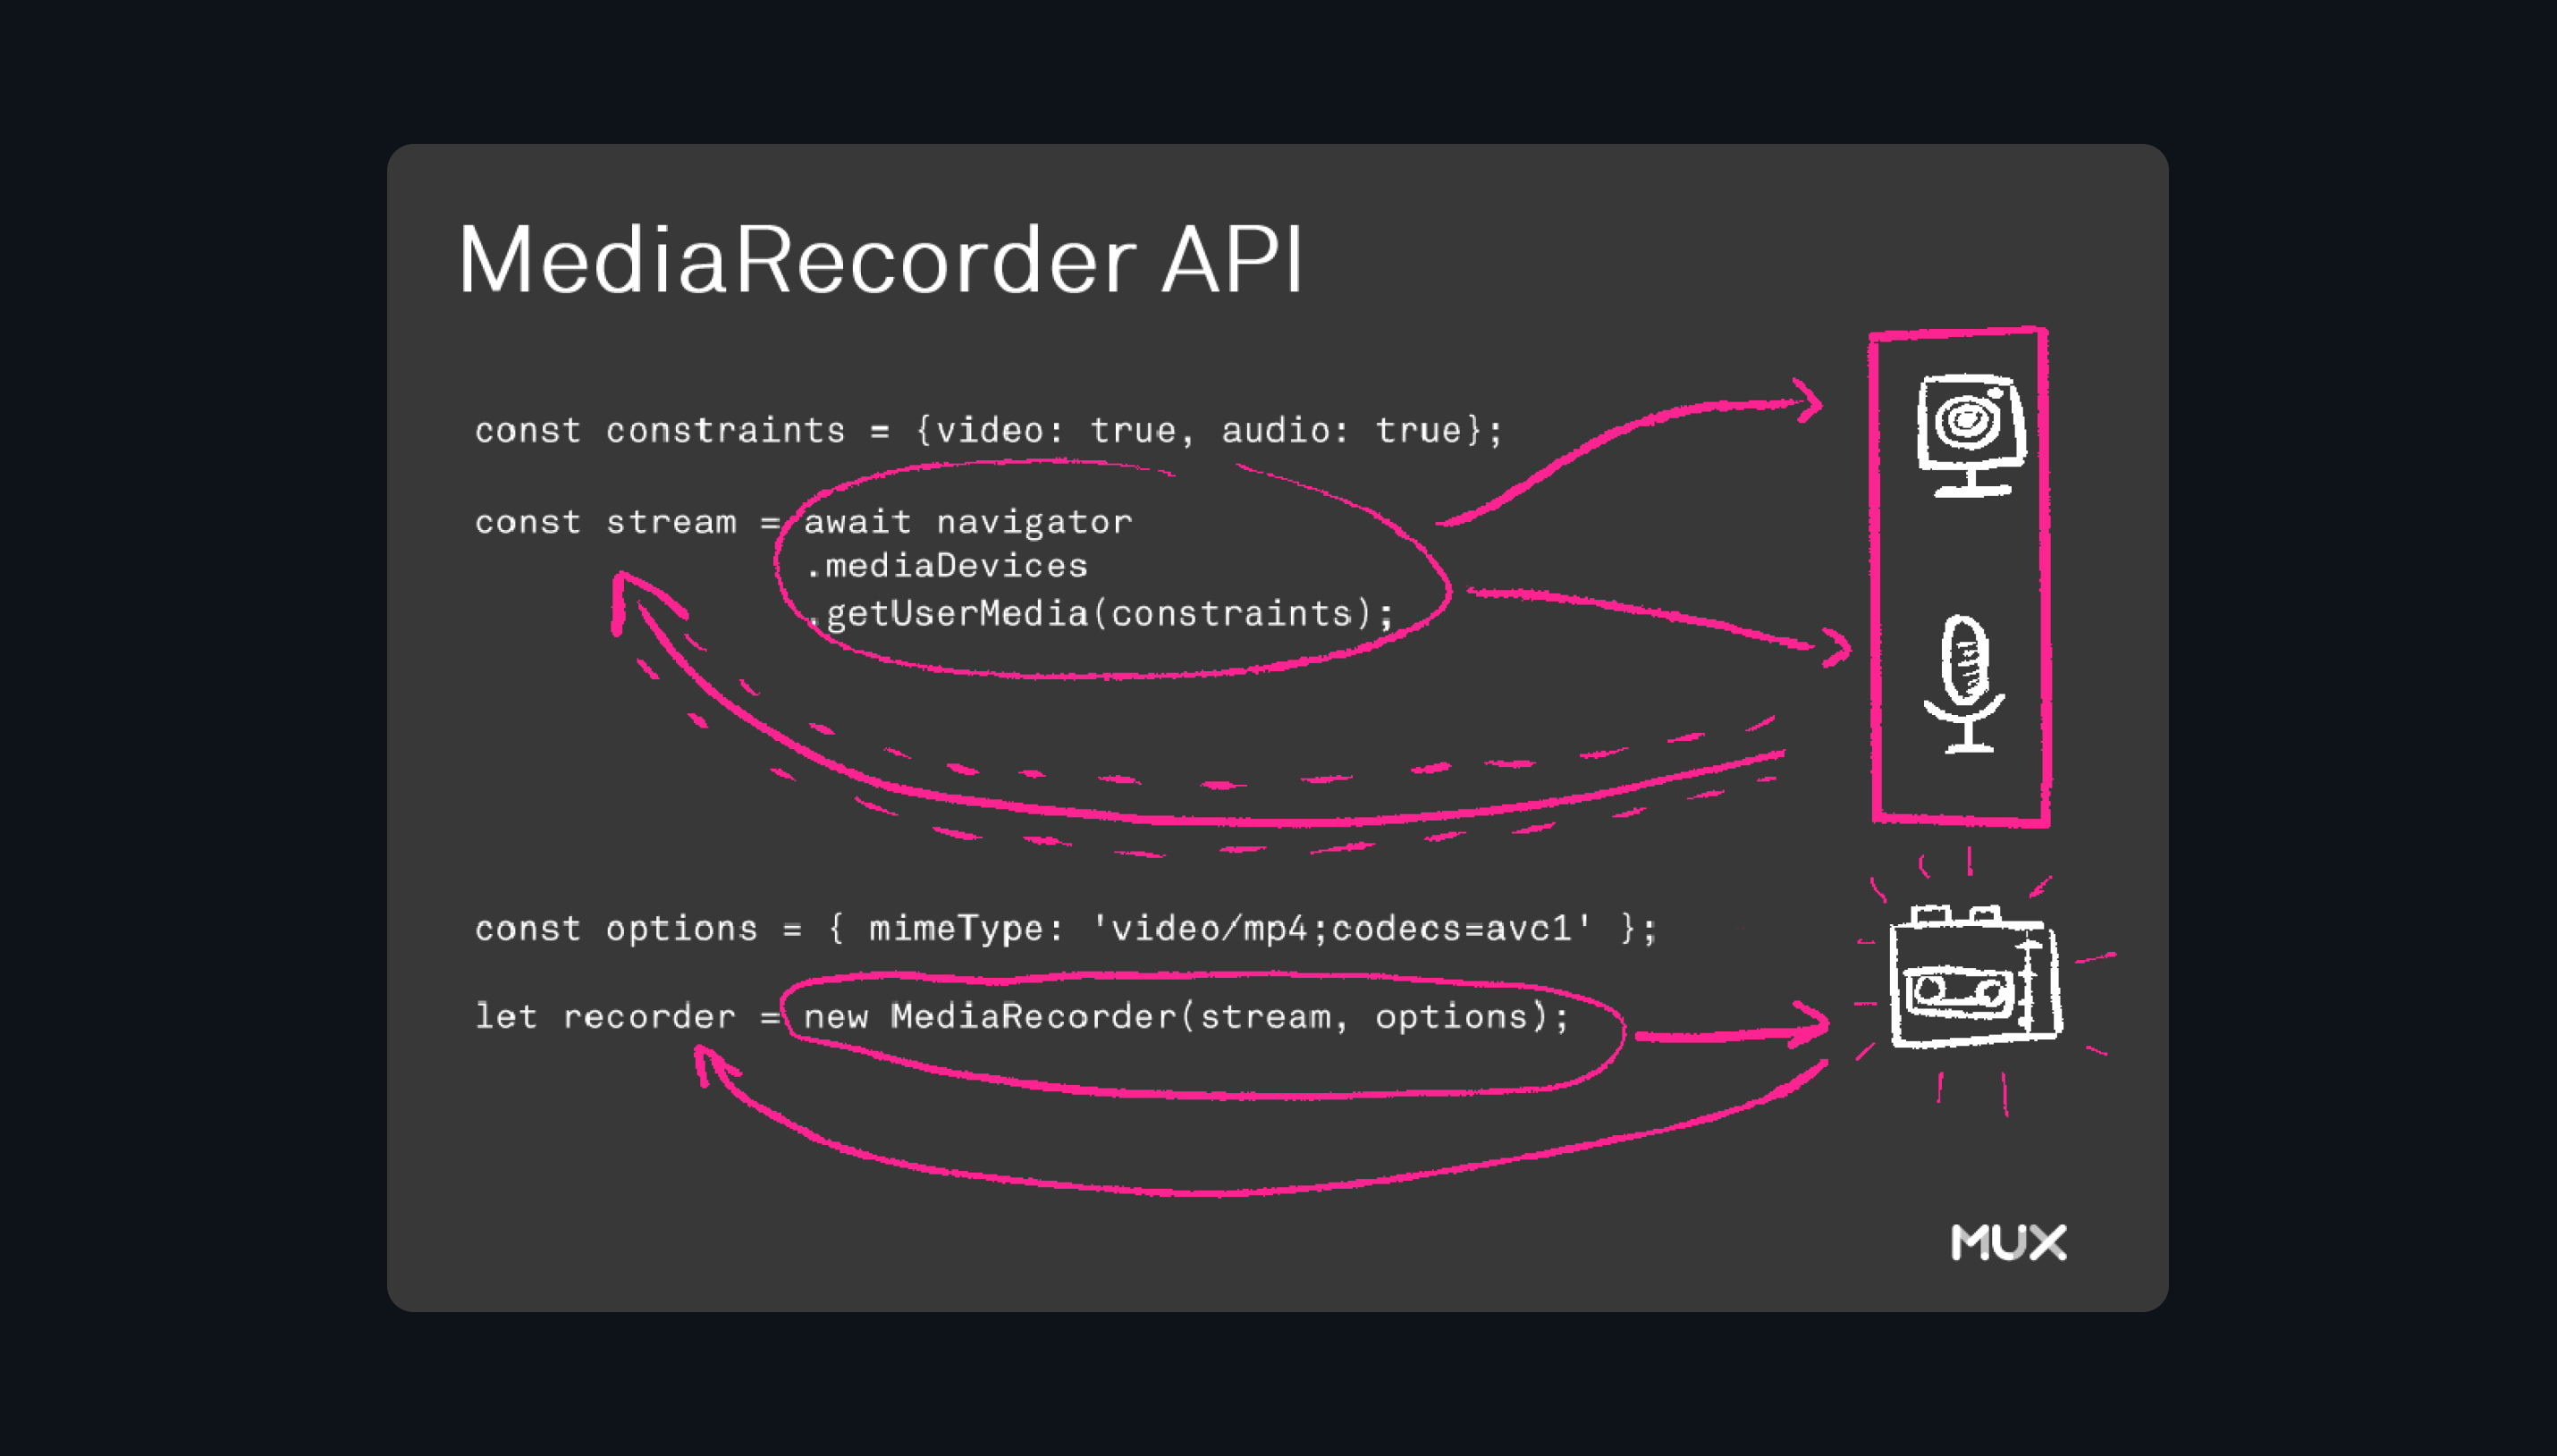 MediaRecorder API
const constraints = {video: true, audio: true};
const stream = await navigator
.mediaDevices
.getUserMedia(constraints);
const options = { mimeType: 'video/mp4;codecs=avc1' };
let recorder = new MediaRecorder(stream, options);
MUX